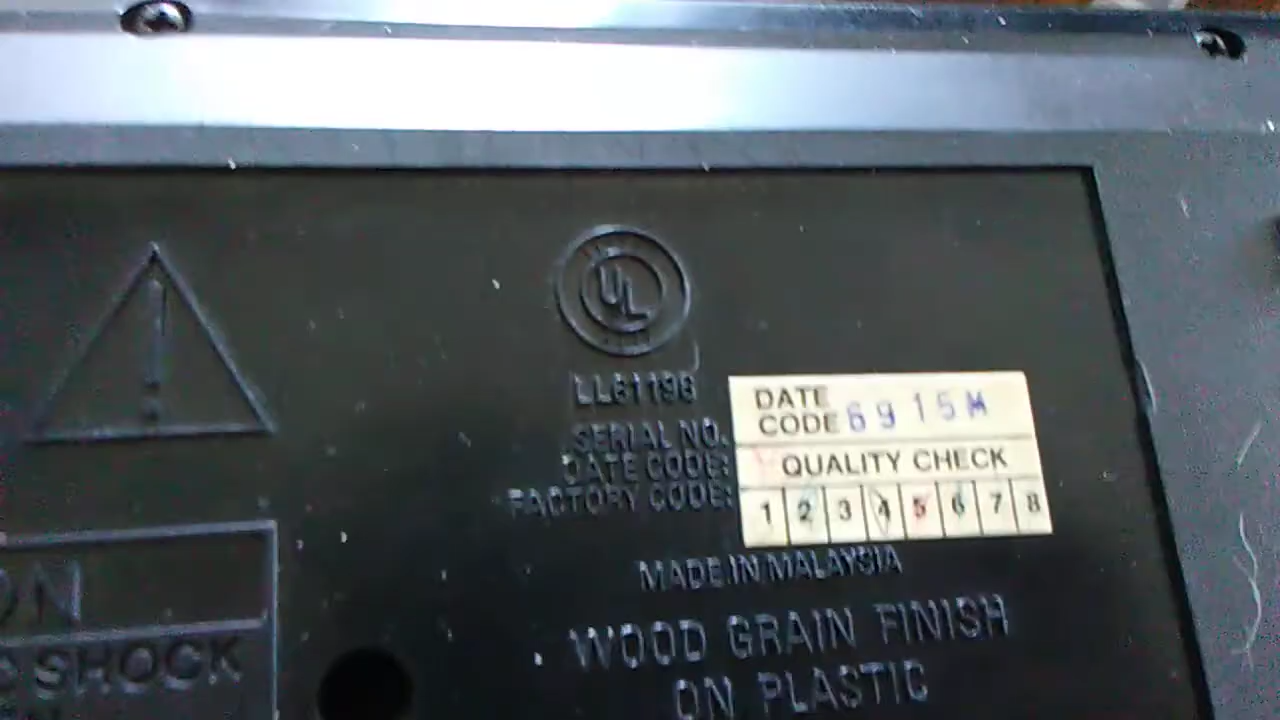 UL
LL61198
SERIAL NO.
DATE CODE:
FACTORY CODE:
DATE
CODE 6915M
QUALITY CHECK
1 2 3 4 5 6 7 8
MADE IN MALAYSIA
WOOD GRAIN FINISH
ON PLASTIC
ON
C SHOCK